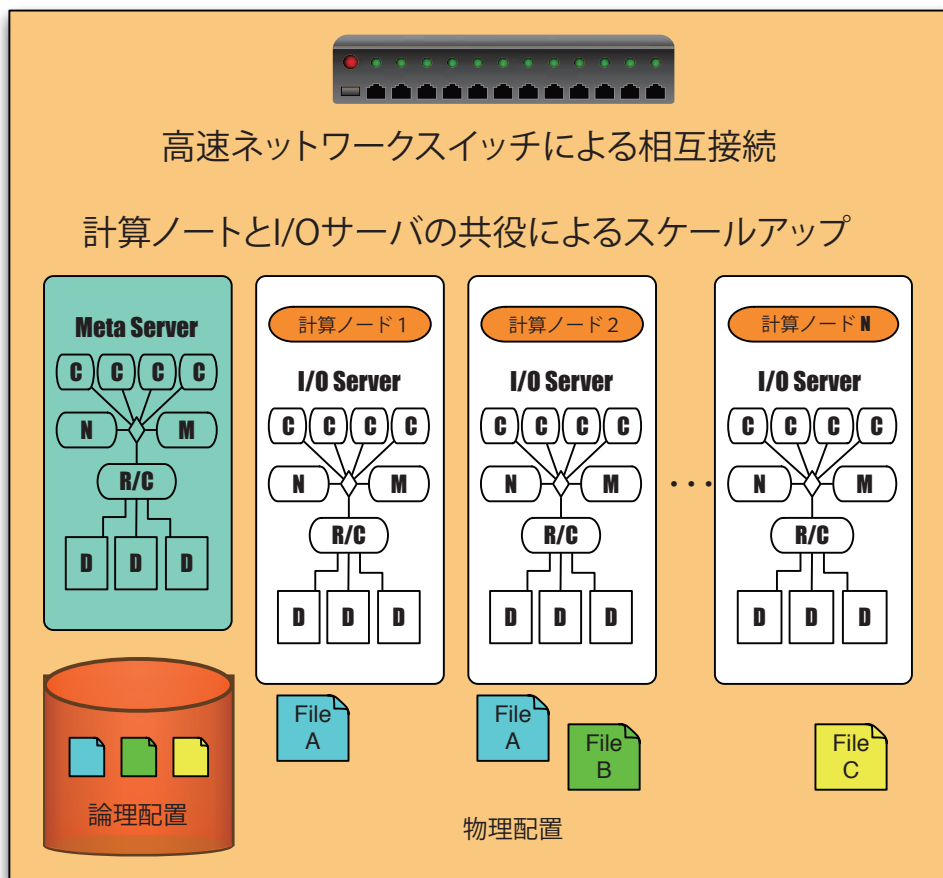 高速ネットワークスイッチによる相互接続
計算ノートとI/Oサーバの共役によるスケールアップ
Meta Server
C C C C
N M
R/C
D D D
計算ノード 1
I/O Server
C C C C
N M
R/C
D D D
計算ノード 2
I/O Server
C C C C
N M
R/C
D D D
・・・
計算ノード N
I/O Server
C C C C
N M
R/C
D D D
論理配置
File
A
File
A
File
B
File
C
物理配置